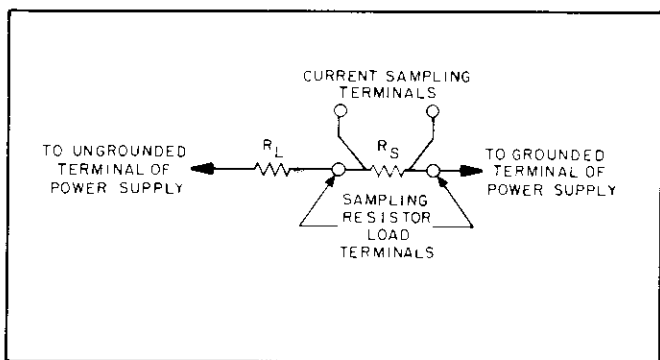 CURRENT SAMPLING
TERMINALS
TO UNGROUNDED
TERMINAL OF
POWER SUPPLY
R_L
R_S
TO GROUNDED
TERMINAL OF
POWER SUPPLY
SAMPLING
RESISTOR
LOAD
TERMINALS